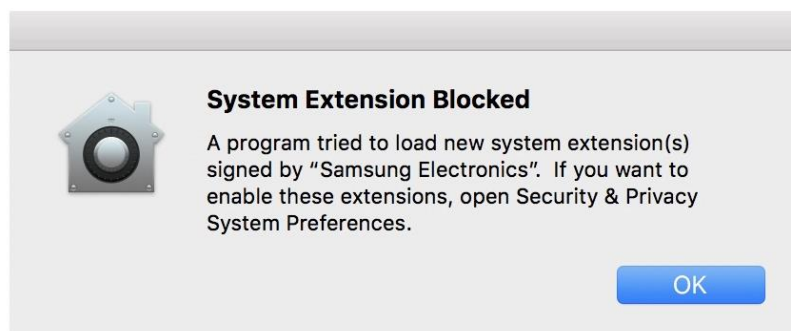 System Extension Blocked
A program tried to load new system extension(s)
signed by “Samsung Electronics”.  If you want to
enable these extensions, open Security & Privacy
System Preferences.
OK